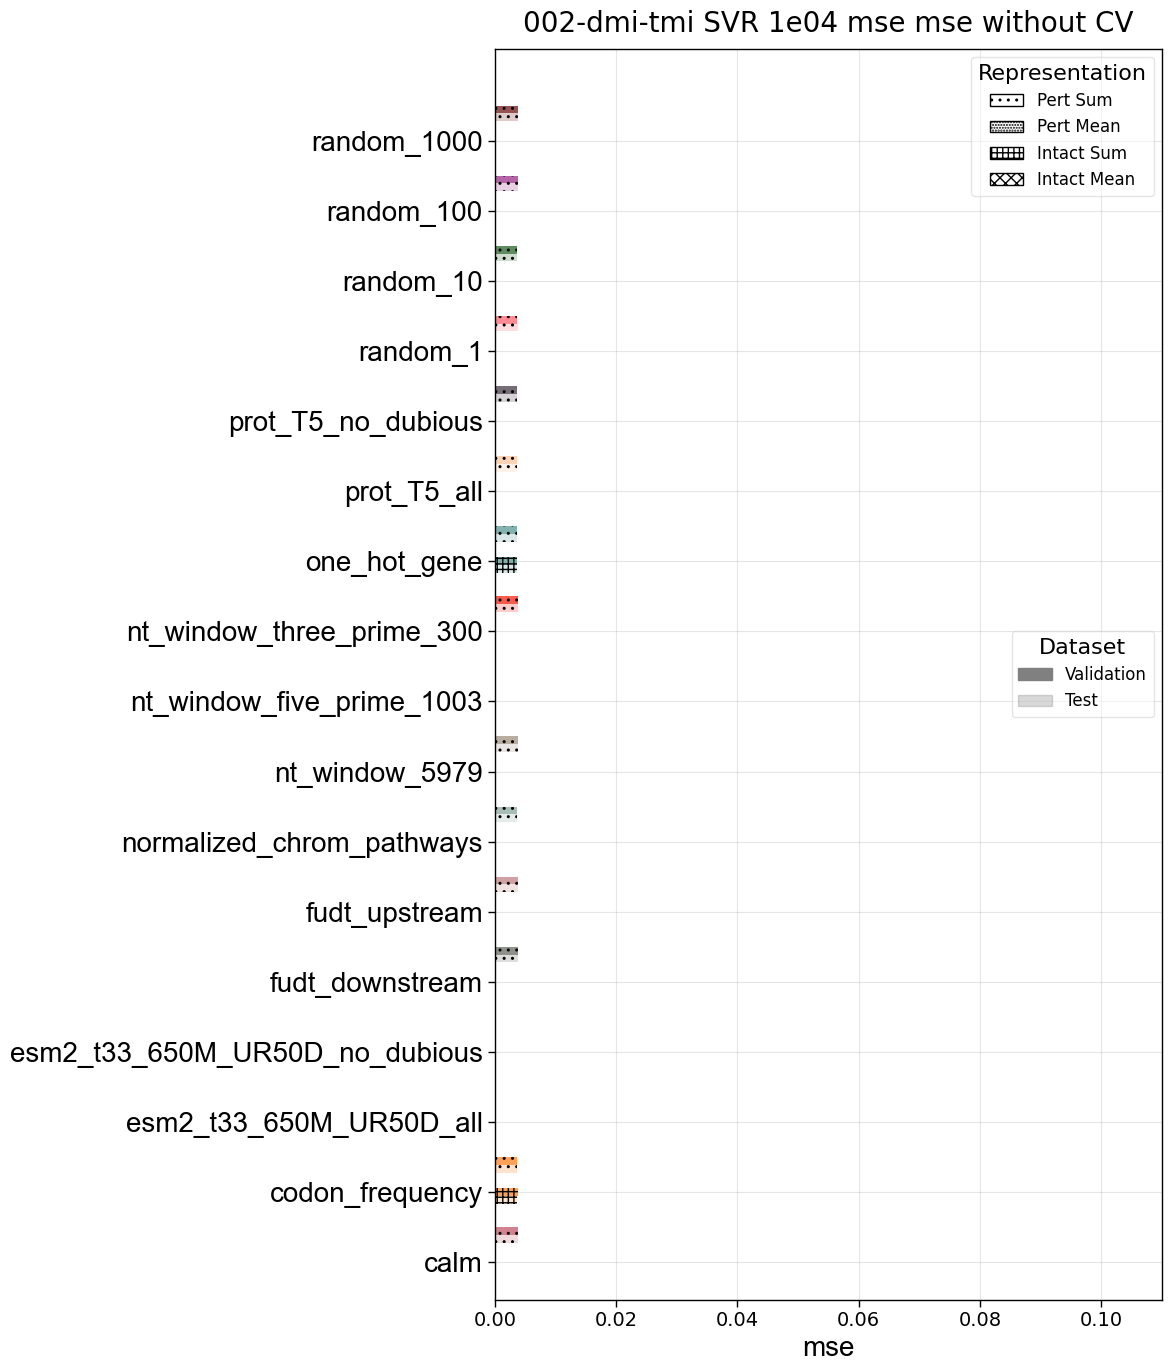 002-dmi-tmi SVR 1e04 mse mse without CV
Representation
Pert Sum
Pert Mean
Intact Sum
Intact Mean
random_1000
random_100
random_10
random_1
prot_T5_no_dubious
prot_T5_all
one_hot_gene
nt_window_three_prime_300
Dataset
Validation
Test
nt_window_five_prime_1003
nt_window_5979
normalized_chrom_pathways
fudt_upstream
fudt_downstream
esm2_t33_650M_UR50D_no_dubious
esm2_t33_650M_UR50D_all
codon_frequency
calm
0.00 0.02 0.04 0.06 0.08 0.10
mse